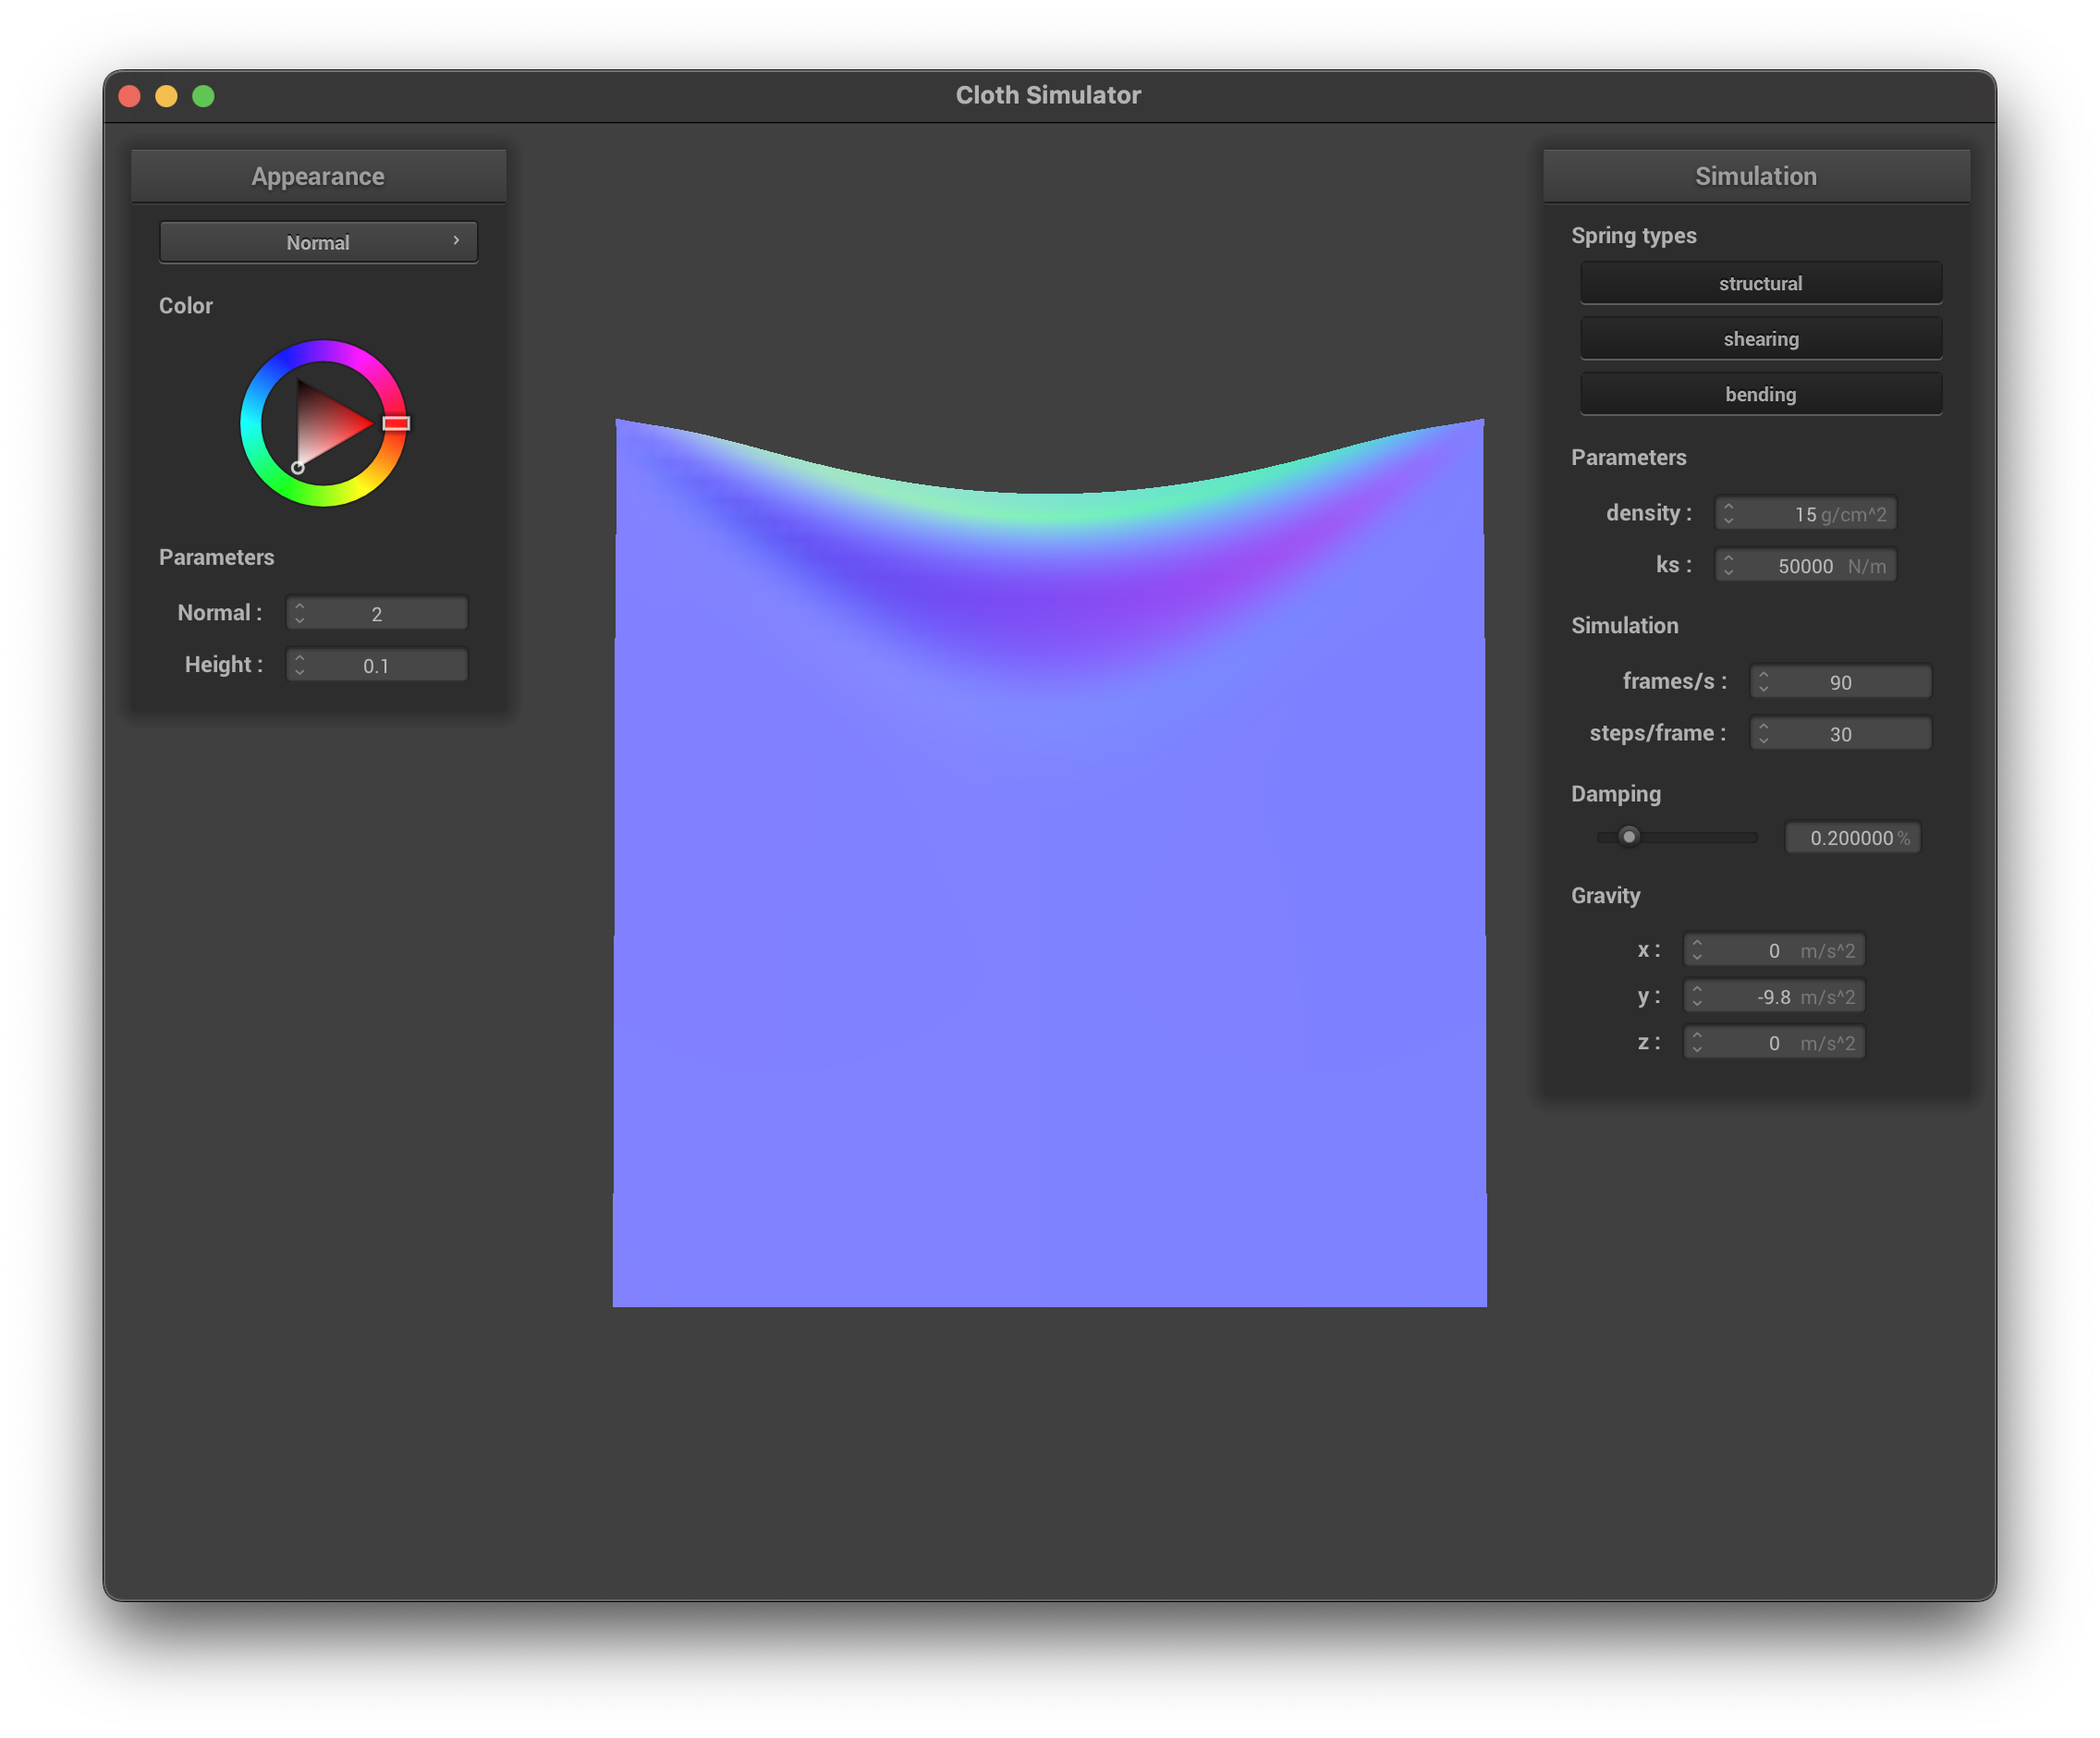 Cloth Simulator
Appearance
Normal
Color
Parameters
Normal : 2
Height : 0.1
Simulation
Spring types
structural
shearing
bending
Parameters
density : 15 g/cm^2
ks : 50000 N/m
Simulation
frames/s : 90
steps/frame : 30
Damping
0.200000 %
Gravity
x : 0 m/s^2
y : -9.8 m/s^2
z : 0 m/s^2